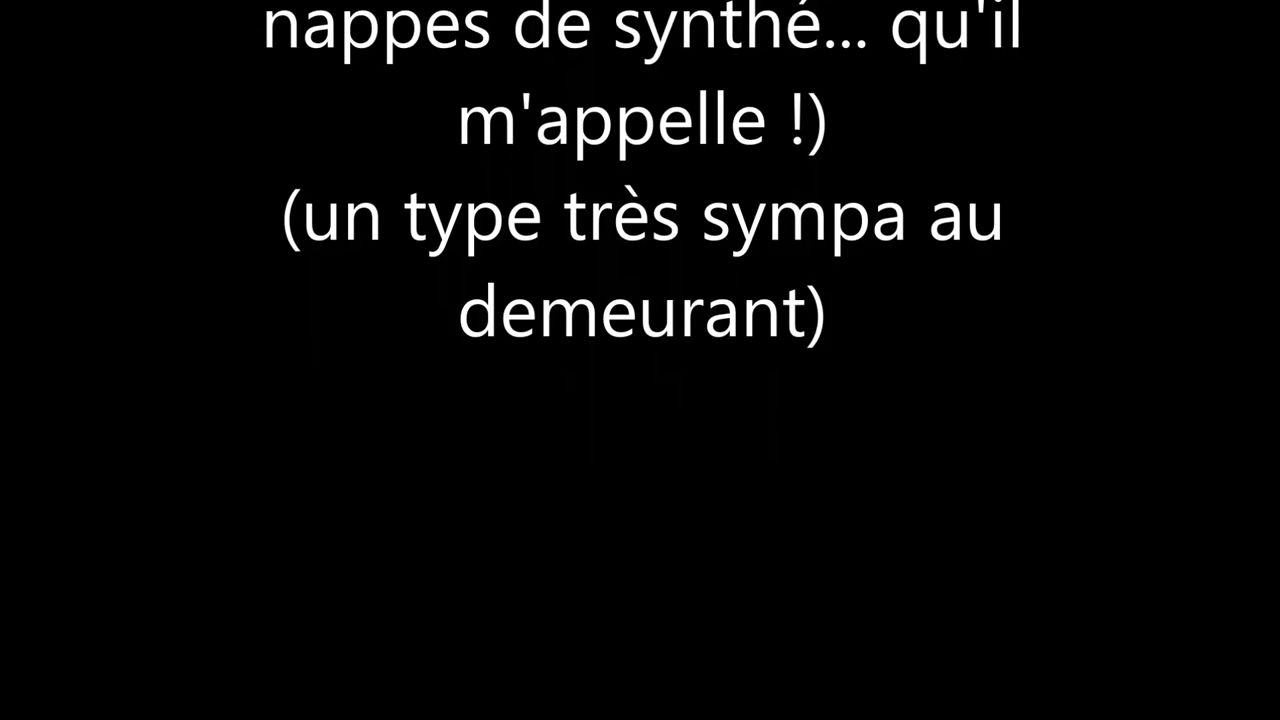 nappes de synthé... qu'il
m'appelle !)
(un type très sympa au
demeurant)